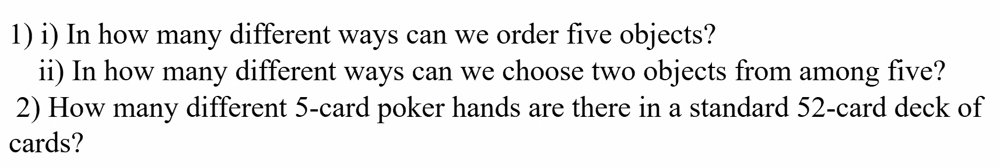 1) i) In how many different ways can we order five objects?
ii) In how many different ways can we choose two objects from among five?
2) How many different 5-card poker hands are there in a standard 52-card deck of
cards?